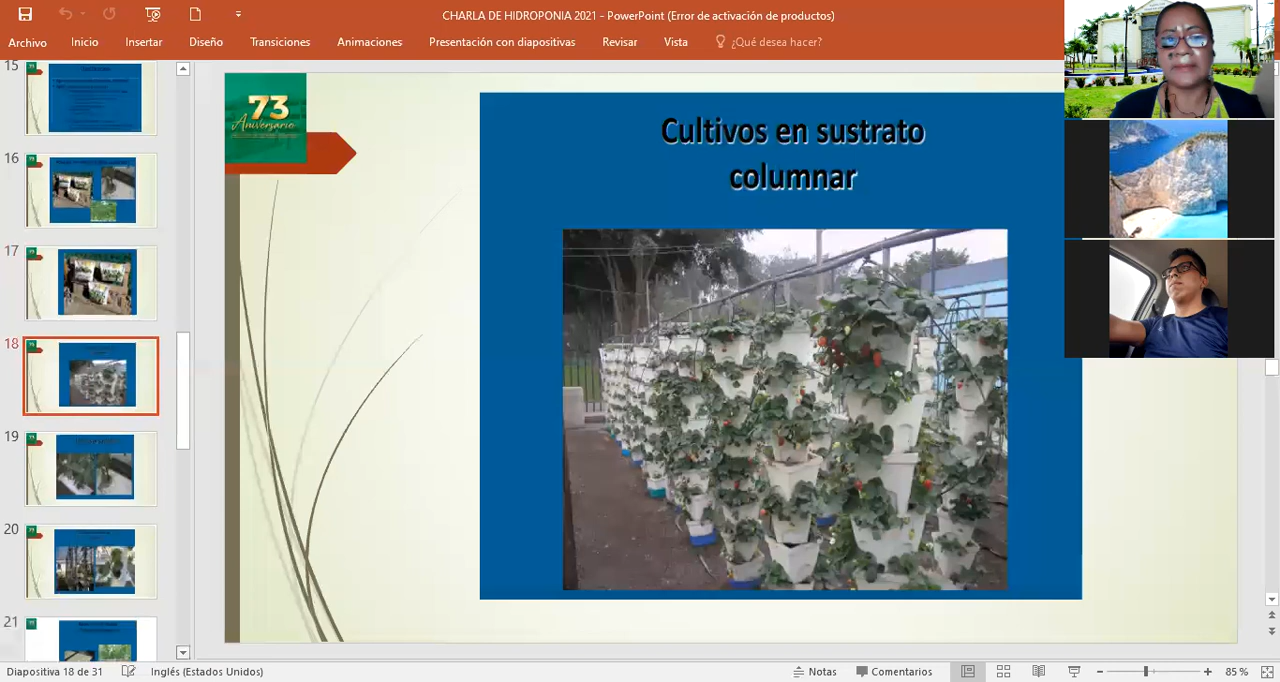 CHARLA DE HIDROPONIA 2021 - PowerPoint (Error de activación de productos)
Archivo Inicio Insertar Diseño Transiciones Animaciones Presentación con diapositivas Revisar Vista ¿Qué desea hacer?
15
16
17
18
19
20
21
73
Aniversario
Cultivos en sustrato
columnar
Diapositiva 18 de 31 Inglés (Estados Unidos) Notas Comentarios 85 %